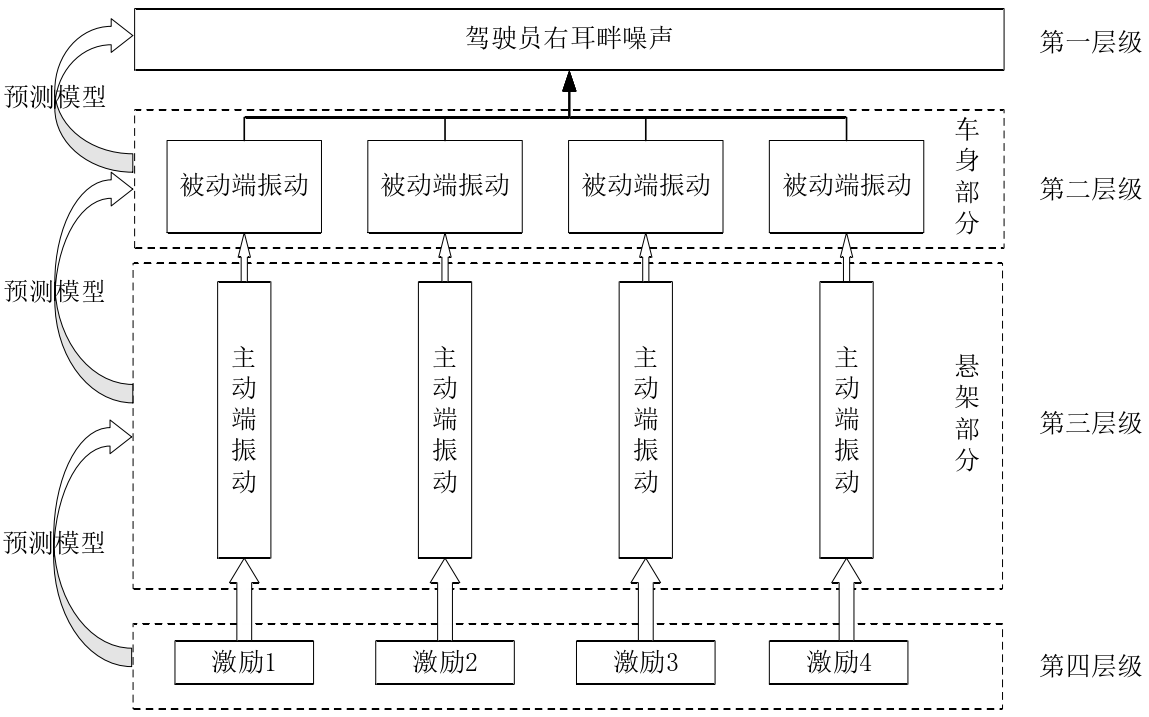 驾驶员右耳畔噪声
第一层级
预测模型
车身部分
被动端振动
被动端振动
被动端振动
被动端振动
第二层级
预测模型
主动端振动
主动端振动
主动端振动
主动端振动
悬架部分
第三层级
预测模型
激励1
激励2
激励3
激励4
第四层级